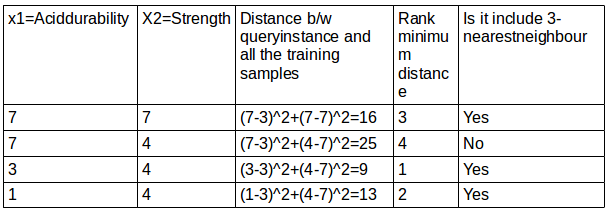 x1=Aciddurability X2=Strength Distance b/w Rank Is it include 3-
queryinstance and minimu nearestneighbour
all the training m
samples distanc
e
7 7 (7-3)^2+(7-7)^2=16 3 Yes
7 4 (7-3)^2+(4-7)^2=25 4 No
3 4 (3-3)^2+(4-7)^2=9 1 Yes
1 4 (1-3)^2+(4-7)^2=13 2 Yes